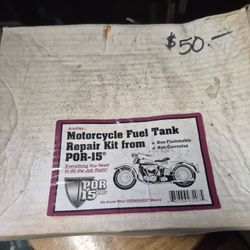 $50.—
Another...
Motorcycle Fuel Tank
Repair Kit from
POR-15®
• Non-Flammable
• Non-Corrosive
Everything You Need
to do the Job Right!
POR
15
We Know What PERMANENT Means